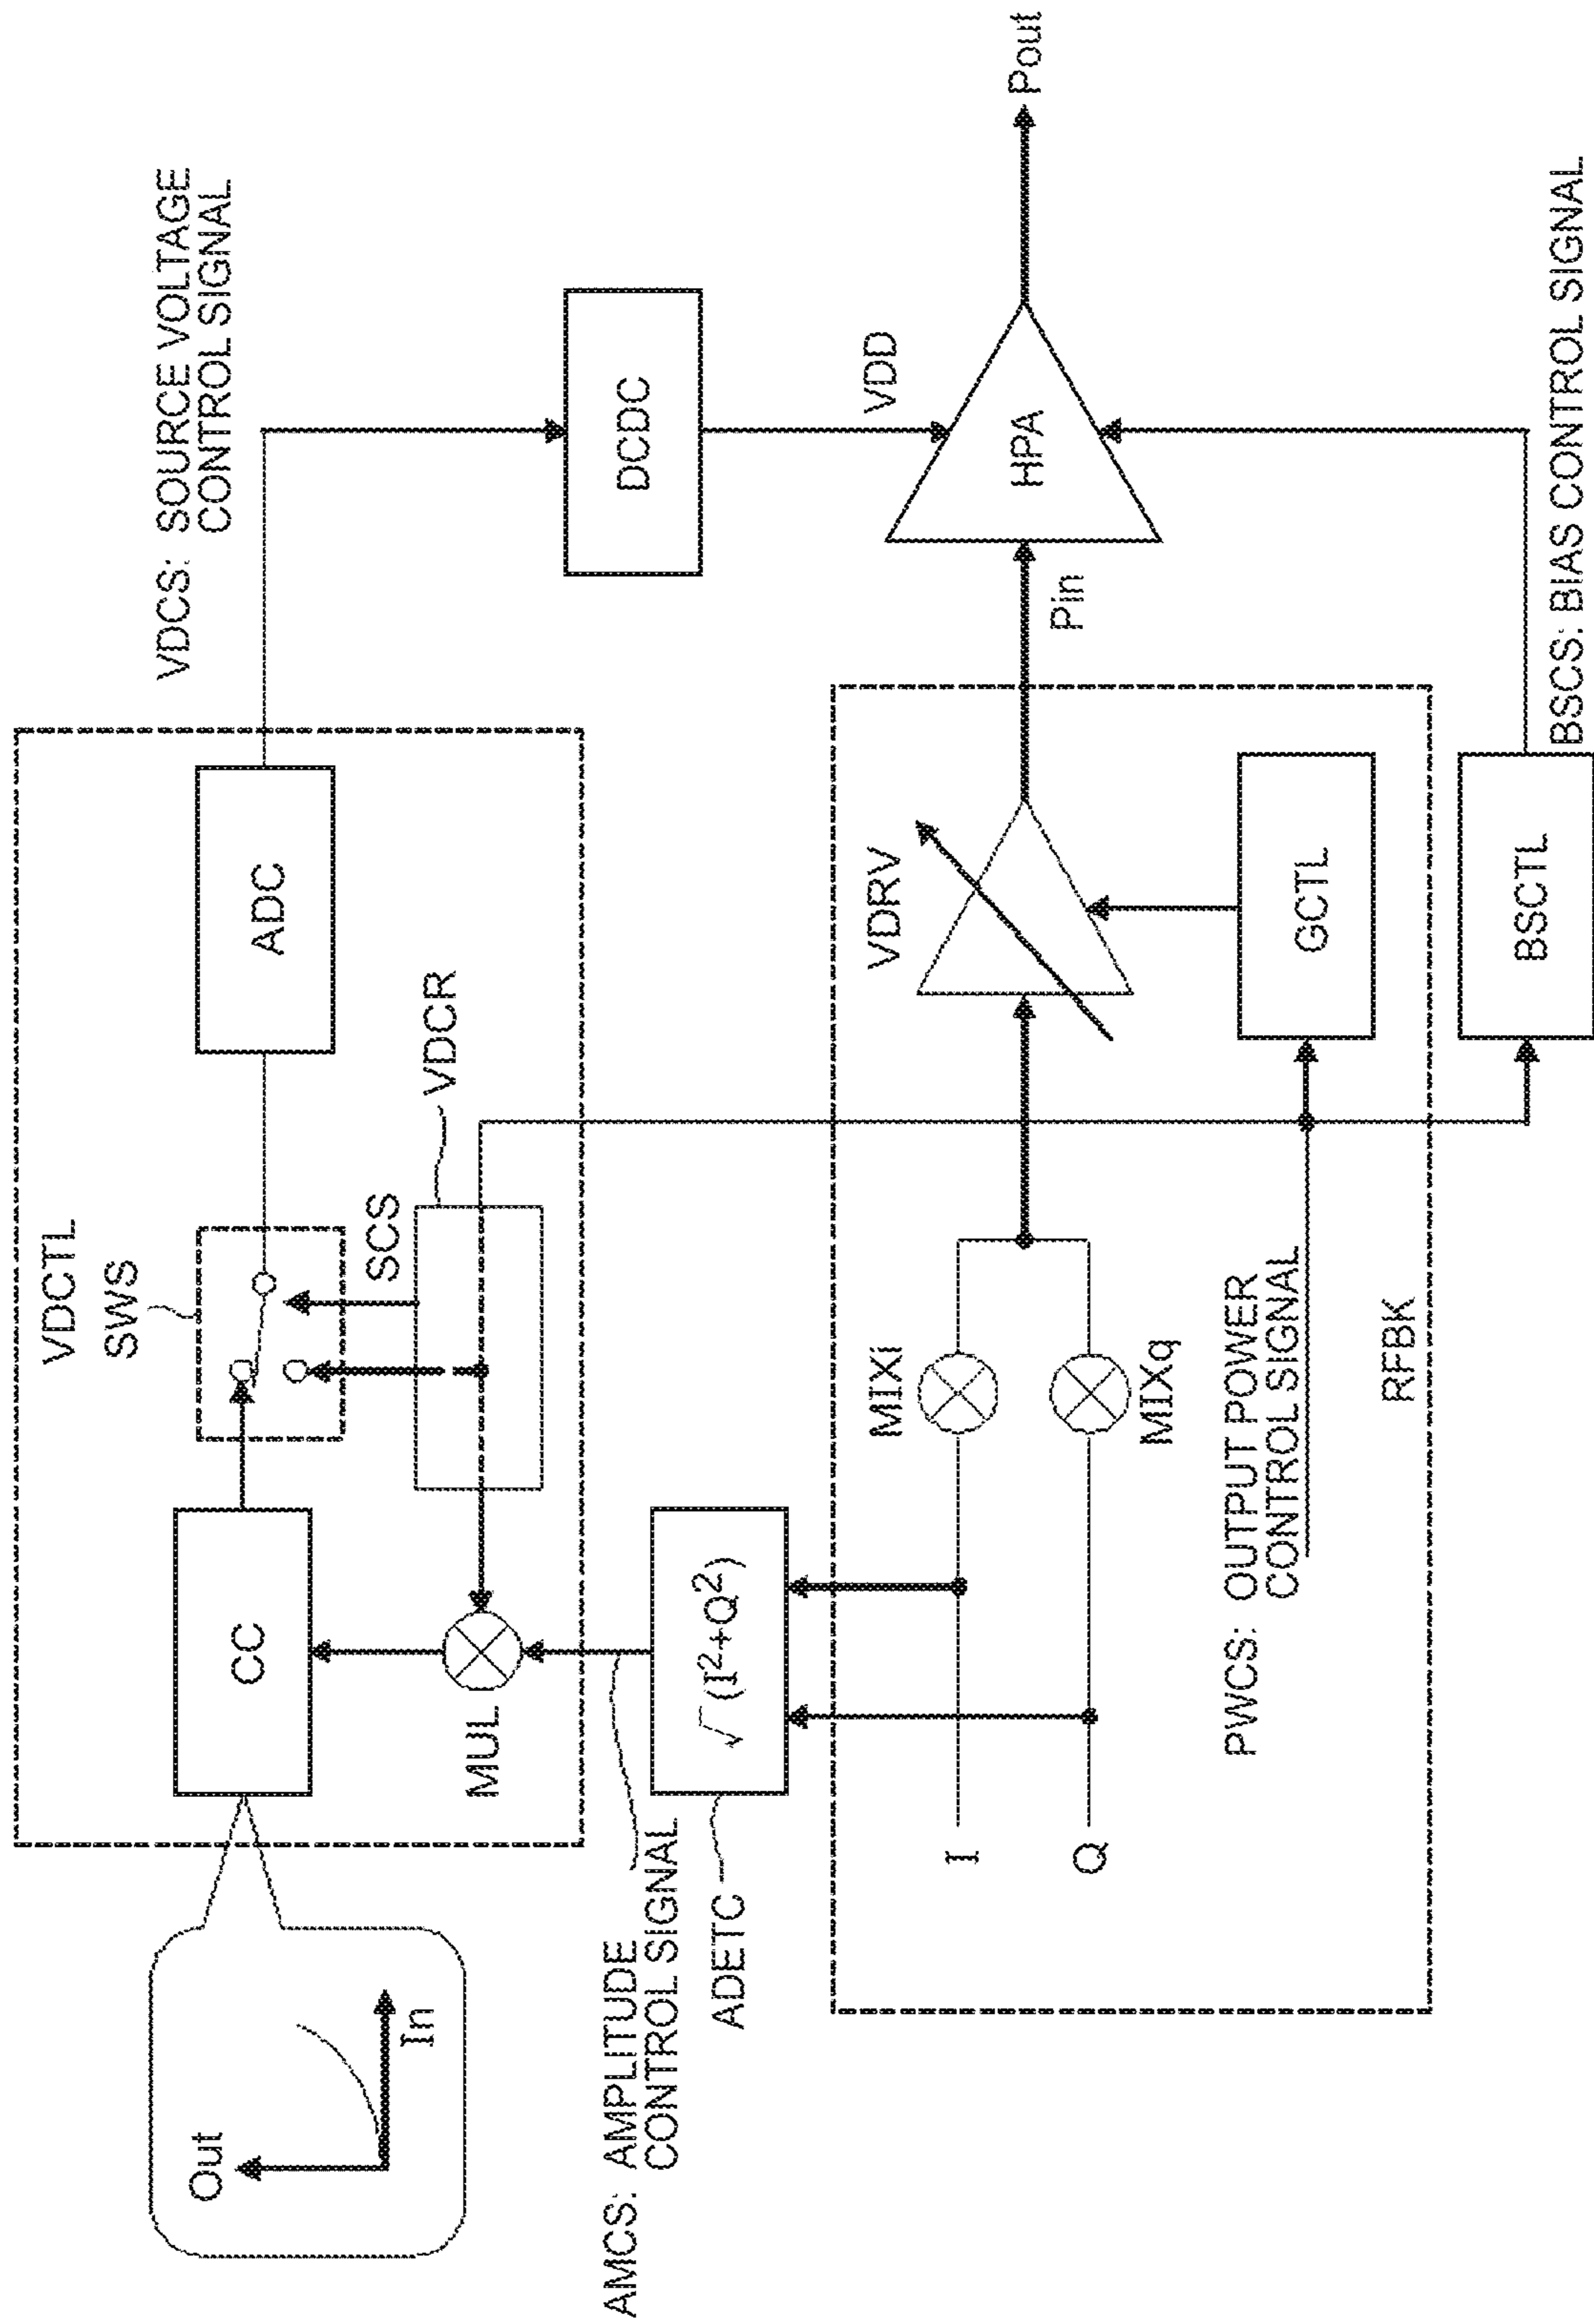 VDCTL
SWS
CC
ADC
VDCS: SOURCE VOLTAGE
CONTROL SIGNAL
Out
In
SCS
VDCR
MUL
DCDC
AMCS: AMPLITUDE
CONTROL SIGNAL
√(I²+Q²)
ADETC
VDD
I
Q
MIXi
MIXq
VDRV
Pin
HPA
Pout
PWCS: OUTPUT POWER
CONTROL SIGNAL
GCTL
RFBK
BSCTL
BSCS: BIAS CONTROL SIGNAL